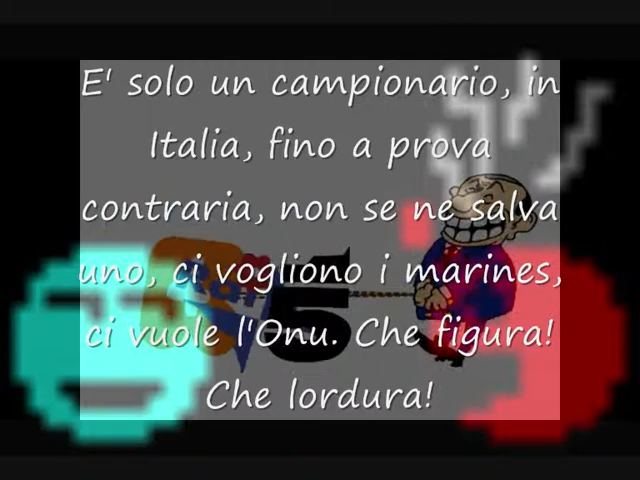 E' solo un campionario, in
Italia, fino a prova
contraria, non se ne salva
uno, ci vogliono i marines,
ci vuole l'Onu. Che figura!
Che lordura!